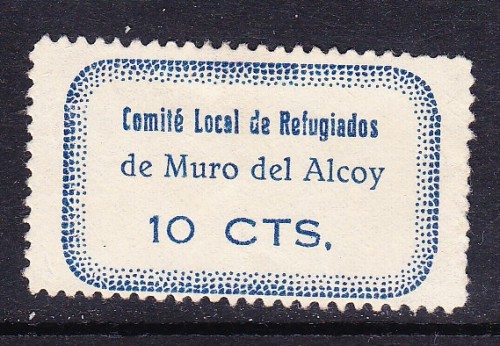 Comité Local de Refugiados
de Muro del Alcoy
10 CTS.